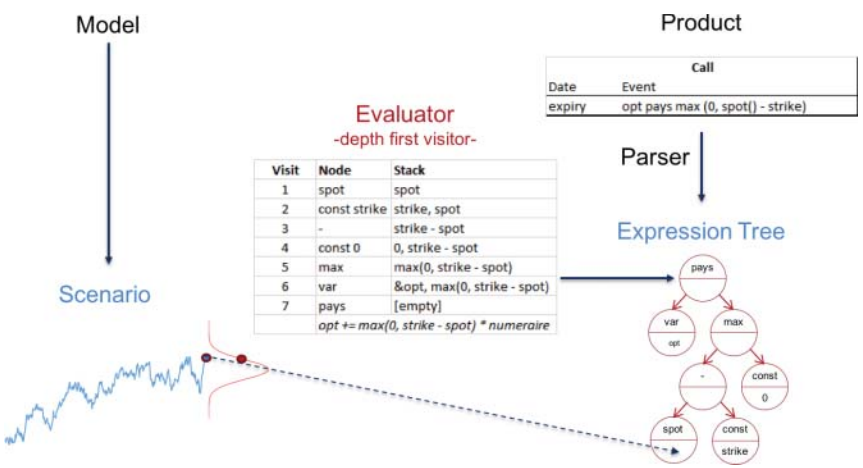 Model
Product
Call
Date Event
expiry opt pays max (0, spot() - strike)
Evaluator
-depth first visitor-
Parser
Visit Node Stack
1 spot spot
2 const strike strike, spot
3 - strike - spot
4 const 0 0, strike - spot
5 max max(0, strike - spot)
6 var &opt, max(0, strike - spot)
7 pays [empty]
opt += max(0, strike - spot) * numeraire
Expression Tree
Scenario
pays
var
opt
max
-
const
0
spot
const
strike